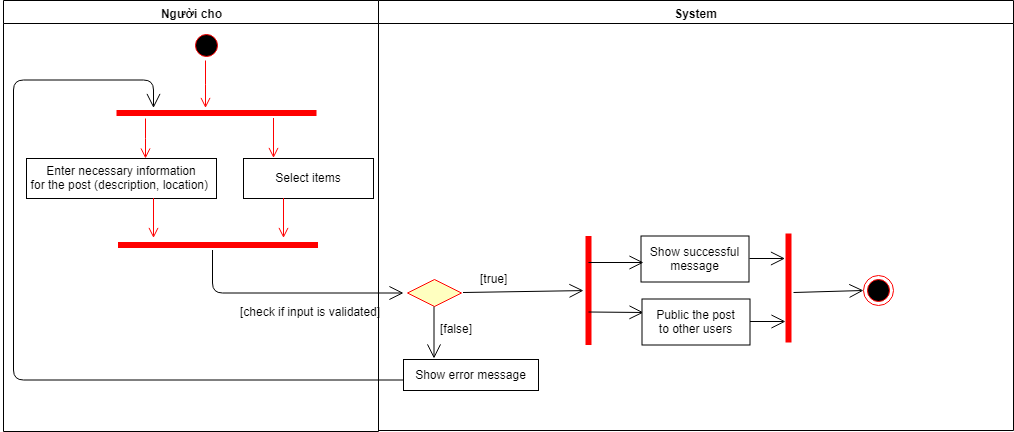 Người cho
System
Enter necessary information
for the post (description, location)
Select items
[check if input is validated]
[true]
[false]
Show error message
Show successful
message
Public the post
to other users